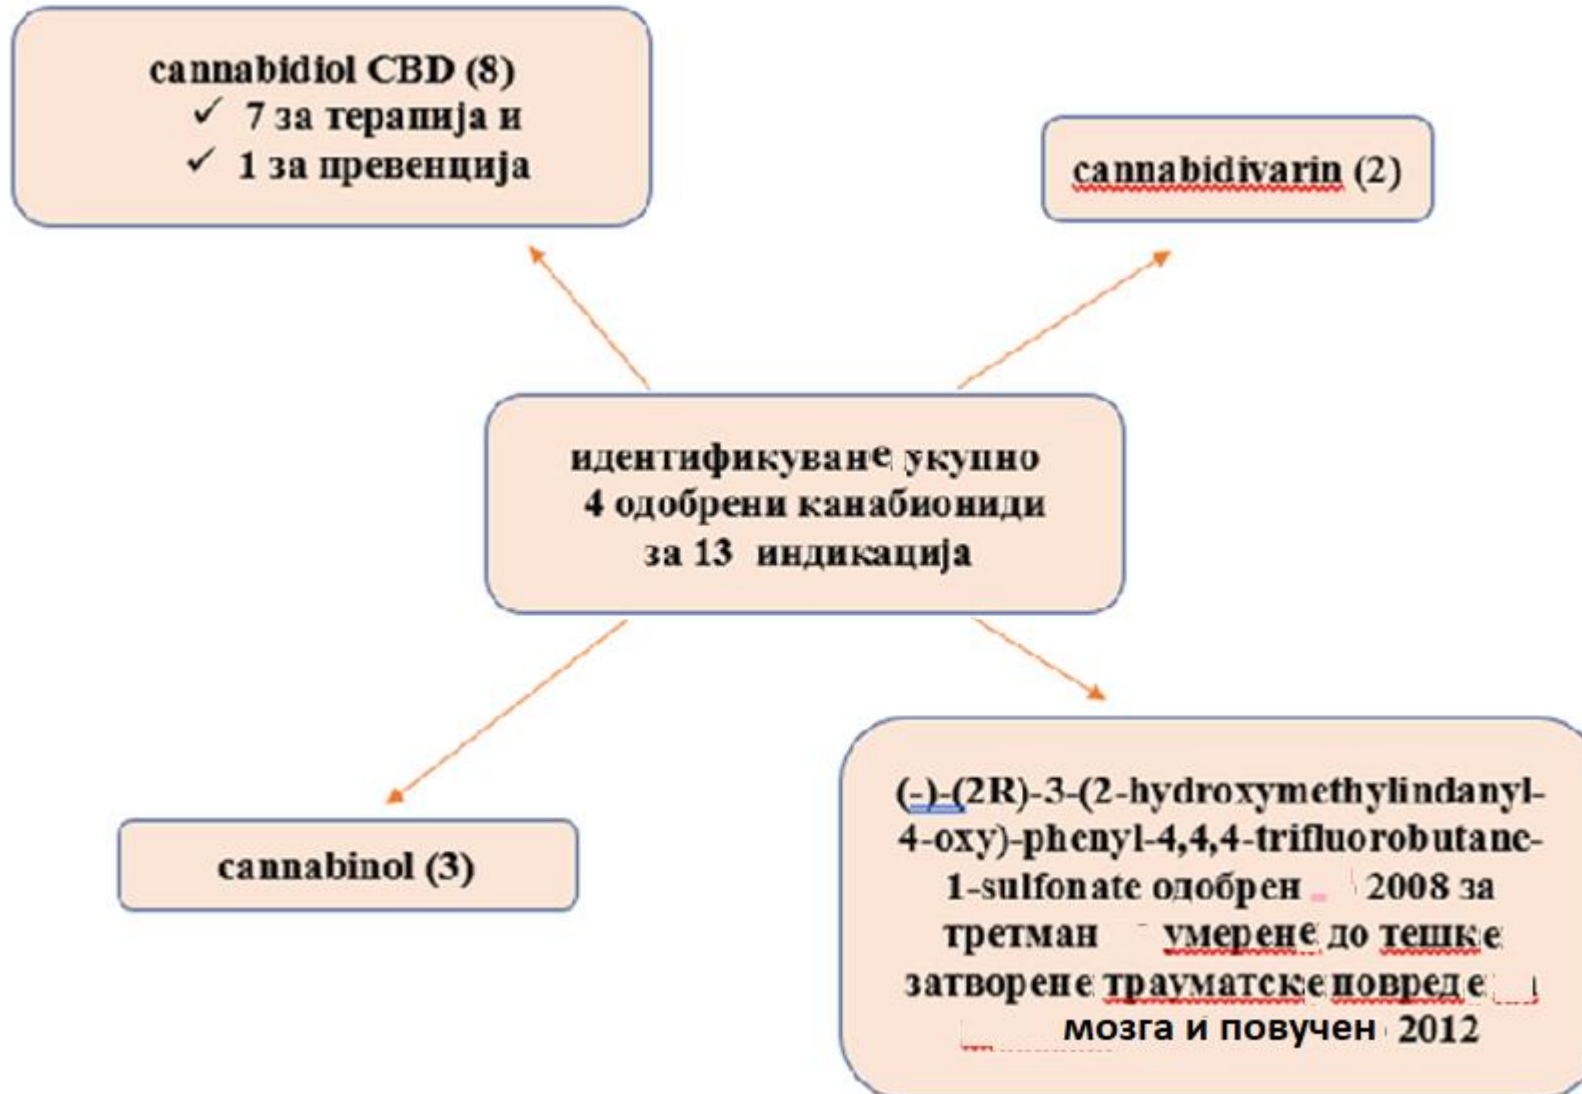 cannabidiol CBD (8)
✓ 7 за терапија и
✓ 1 за превенција
cannabidivarin (2)
идентификуване укупно
4 одобрени канабиониди
за 13 индикација
cannabinol (3)
(-)-(2R)-3-(2-hydroxymethylindanyl-
4-oxy)-phenyl-4,4,4-trifluorobutane-
1-sulfonate одобрен 2008 за
третман умерене до тешке
затворене трауматске повреде
мозга и повучен 2012